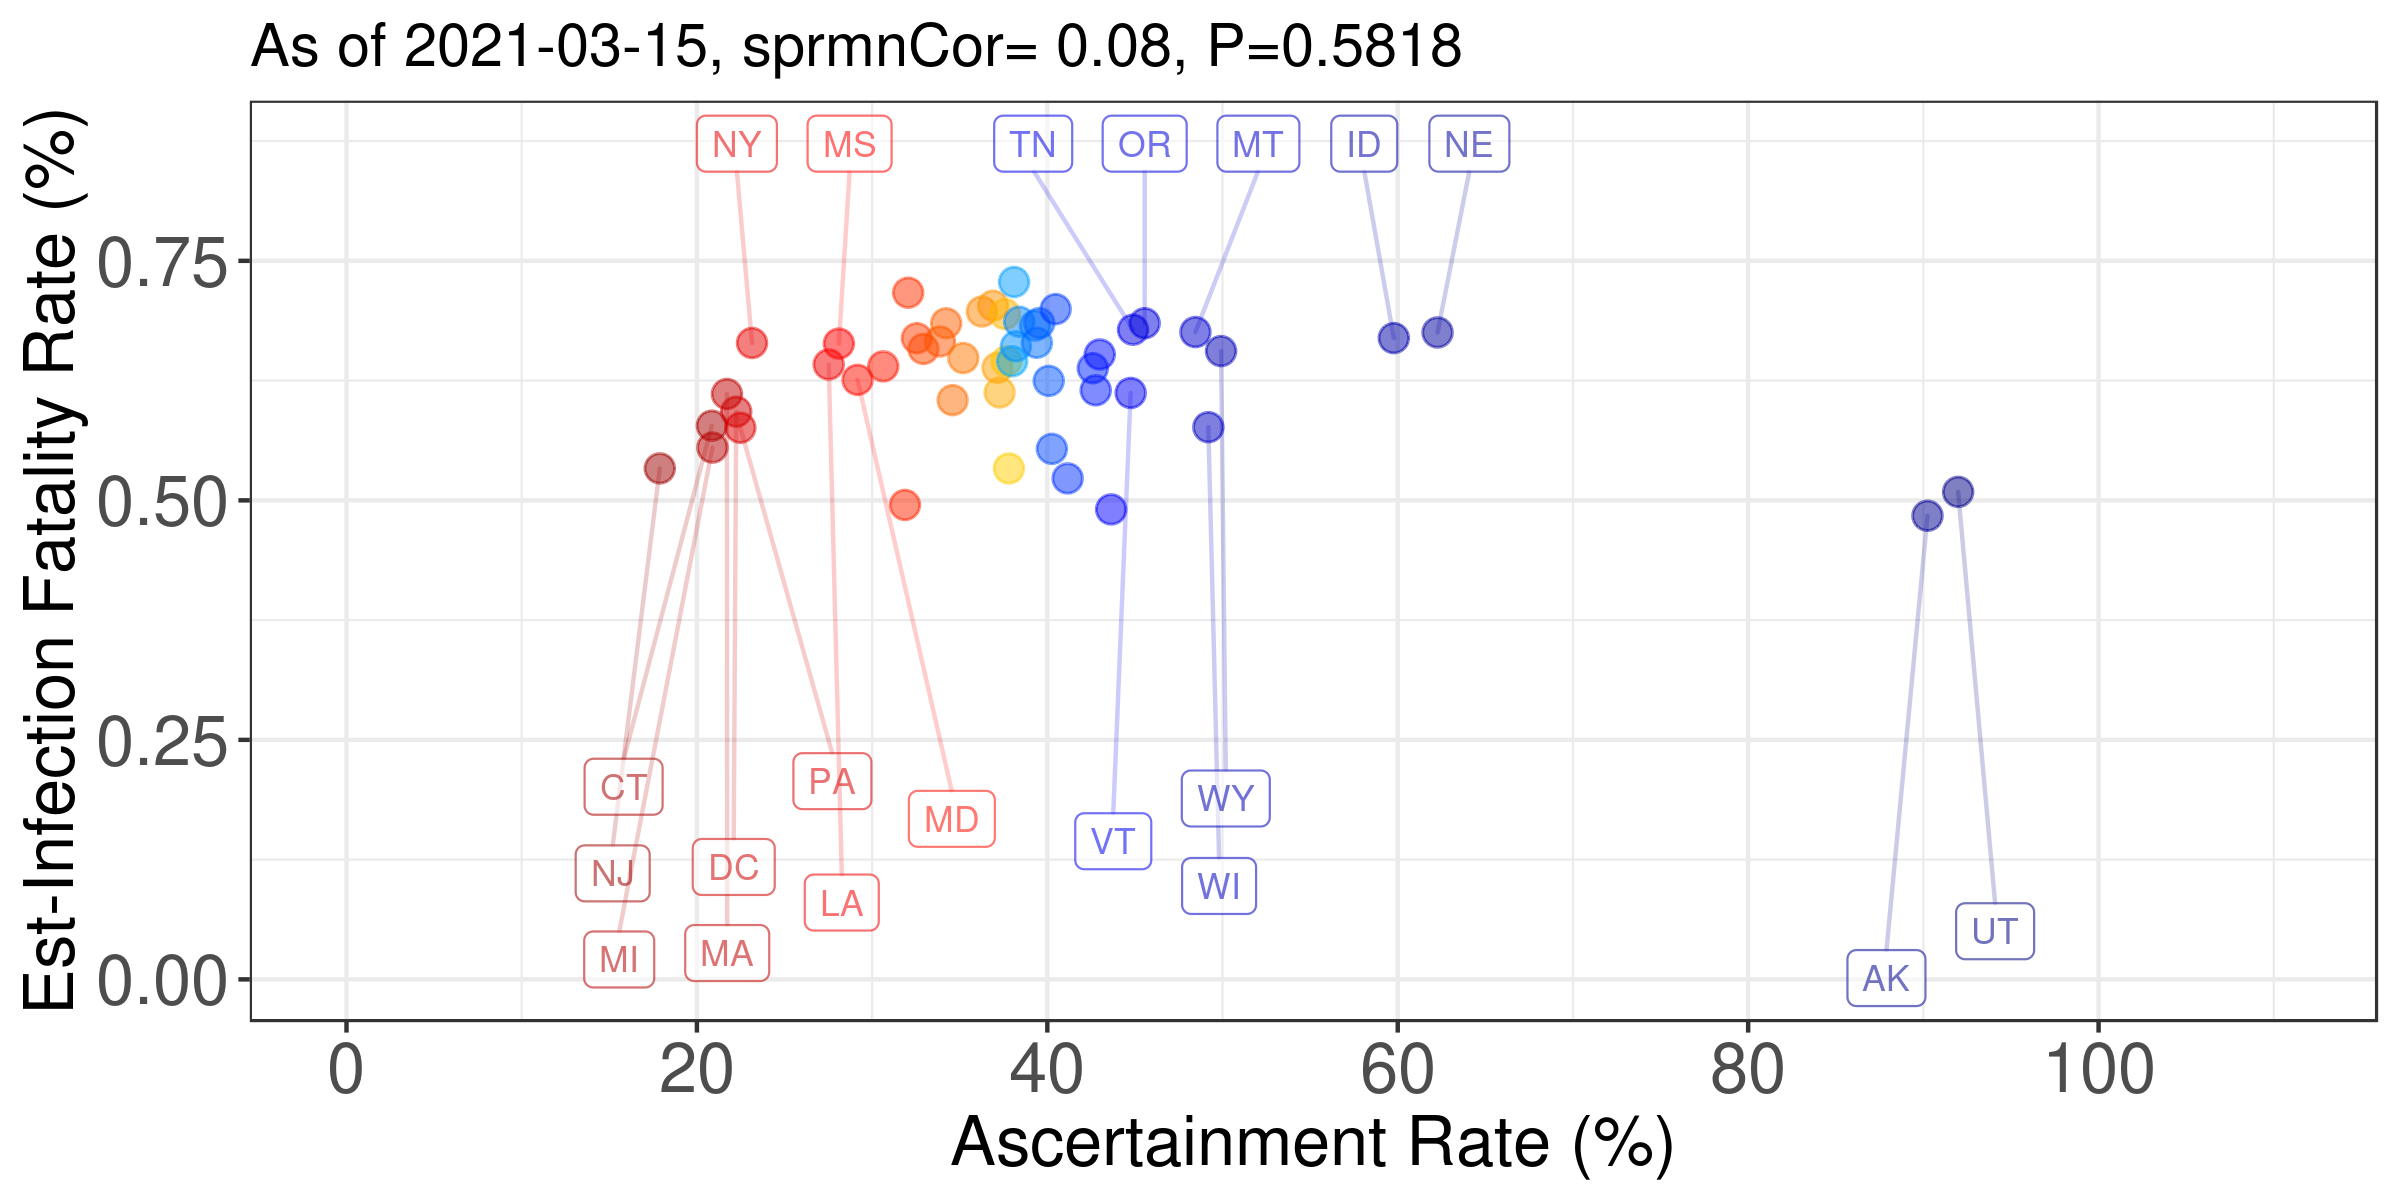 As of 2021-03-15, sprmnCor= 0.08, P=0.5818
Est-Infection Fatality Rate (%)
0.75
0.50
0.25
0.00
NY
MS
TN
OR
MT
ID
NE
CT
PA
WY
MD
VT
NJ
DC
LA
WI
MI
MA
UT
AK
0
20
40
60
80
100
Ascertainment Rate (%)